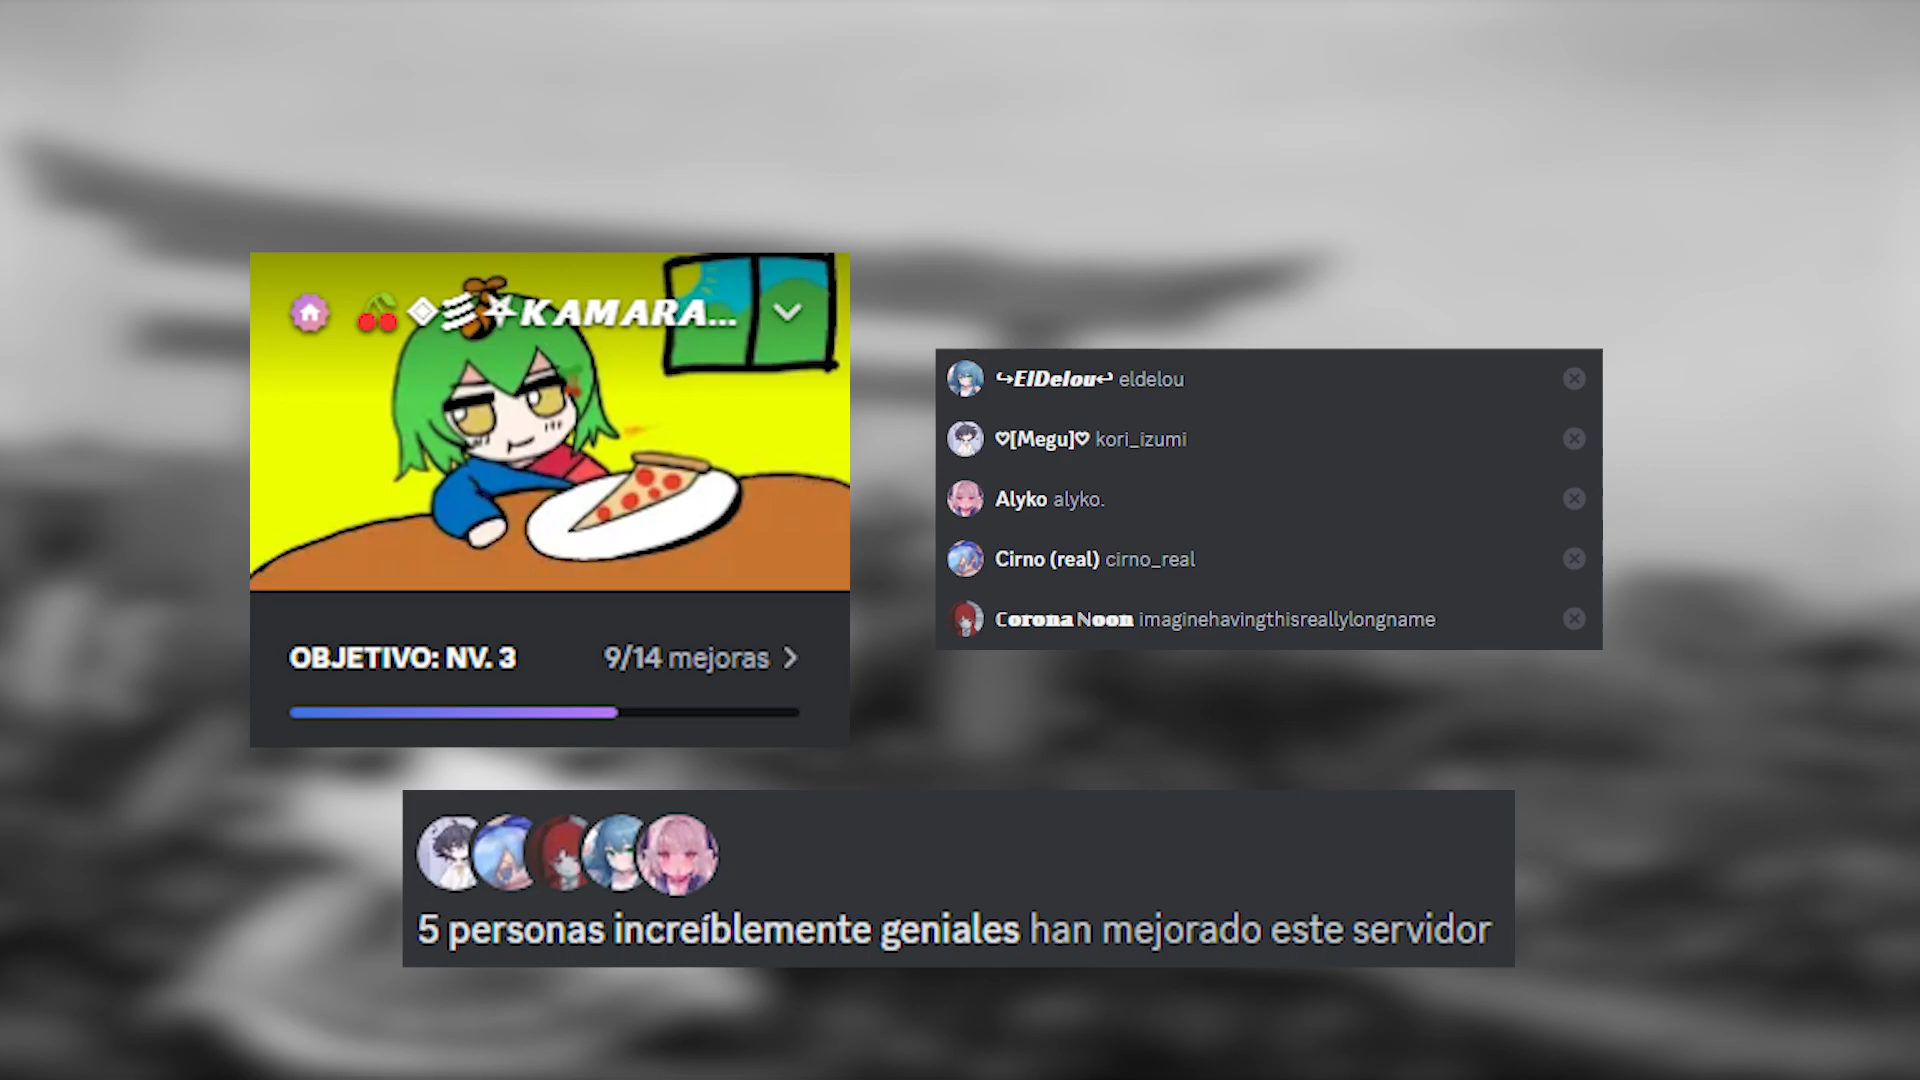 KAMARA...
OBJETIVO: NV. 3 9/14 mejoras
↪ElDelou↩ eldelou
♡[Megu]♡ kori_izumi
Alyko alyko.
Cirno (real) cirno_real
Corona Noon imaginehavingthisreallylongname
5 personas increíblemente geniales han mejorado este servidor